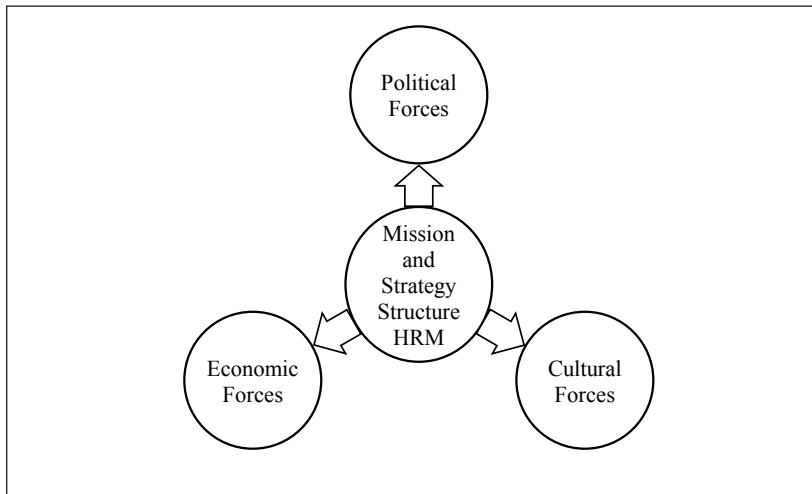 Political
Forces
Mission
and
Strategy
Structure
HRM
Economic
Forces
Cultural
Forces